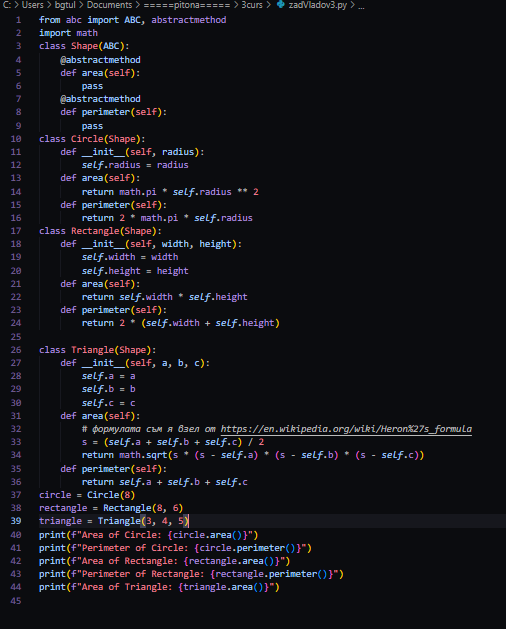 C: > Users > bgtul > Documents > =====pitona===== > 3curs > zadVladov3.py > ...
1 from abc import ABC, abstractmethod
2 import math
3 class Shape(ABC):
4     @abstractmethod
5     def area(self):
6         pass
7     @abstractmethod
8     def perimeter(self):
9         pass
10 class Circle(Shape):
11     def __init__(self, radius):
12         self.radius = radius
13     def area(self):
14         return math.pi * self.radius ** 2
15     def perimeter(self):
16         return 2 * math.pi * self.radius
17 class Rectangle(Shape):
18     def __init__(self, width, height):
19         self.width = width
20         self.height = height
21     def area(self):
22         return self.width * self.height
23     def perimeter(self):
24         return 2 * (self.width + self.height)
25
26 class Triangle(Shape):
27     def __init__(self, a, b, c):
28         self.a = a
29         self.b = b
30         self.c = c
31     def area(self):
32         # формулата съм я взел от https://en.wikipedia.org/wiki/Heron%27s_formula
33         s = (self.a + self.b + self.c) / 2
34         return math.sqrt(s * (s - self.a) * (s - self.b) * (s - self.c))
35     def perimeter(self):
36         return self.a + self.b + self.c
37 circle = Circle(8)
38 rectangle = Rectangle(8, 6)
39 triangle = Triangle(3, 4, 5)
40 print(f"Area of Circle: {circle.area()}")
41 print(f"Perimeter of Circle: {circle.perimeter()}")
42 print(f"Area of Rectangle: {rectangle.area()}")
43 print(f"Perimeter of Rectangle: {rectangle.perimeter()}")
44 print(f"Area of Triangle: {triangle.area()}")
45